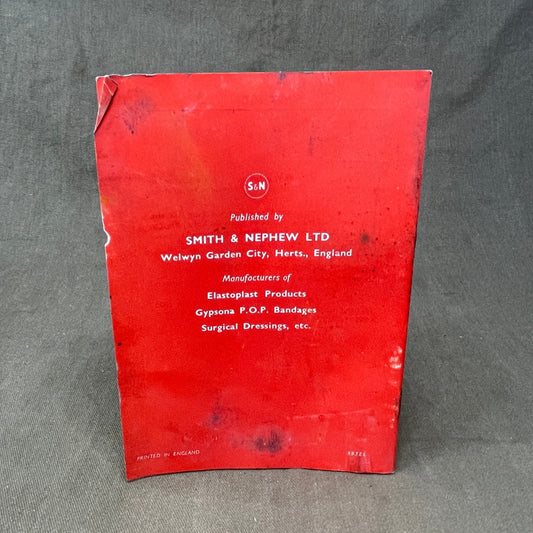 S&N
Published by
SMITH & NEPHEW LTD
Welwyn Garden City, Herts., England
Manufacturers of
Elastoplast Products
Gypsona P.O.P. Bandages
Surgical Dressings, etc.
PRINTED IN ENGLAND